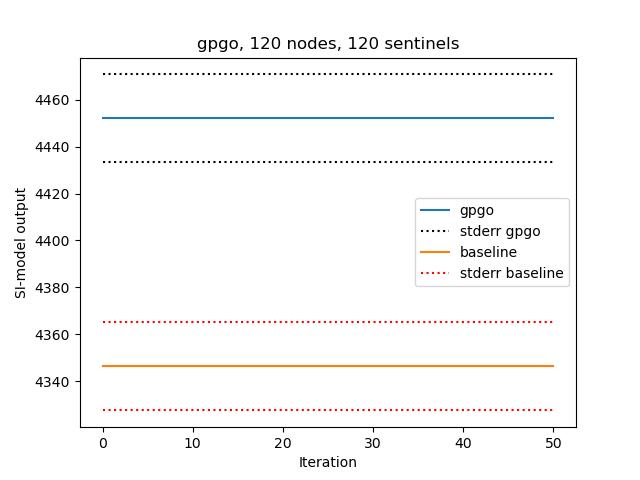 gpgo, 120 nodes, 120 sentinels
SI-model output
4460
4440
4420
4400
4380
4360
4340
gpgo
stderr gpgo
baseline
stderr baseline
0 10 20 30 40 50
Iteration